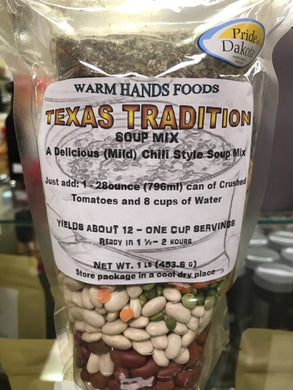 Pride
Dakota
WARM HANDS FOODS
TEXAS TRADITION
SOUP MIX
A Delicious (Mild) Chili Style Soup Mix
Just add: 1 - 28ounce (796ml) can of Crushed
Tomatoes and 8 cups of Water
YIELDS ABOUT 12 - ONE CUP SERVINGS
READY IN 1 ½- 2 HOURS
NET WT. 1 LB (453.6 G)
Store package in a cool dry place